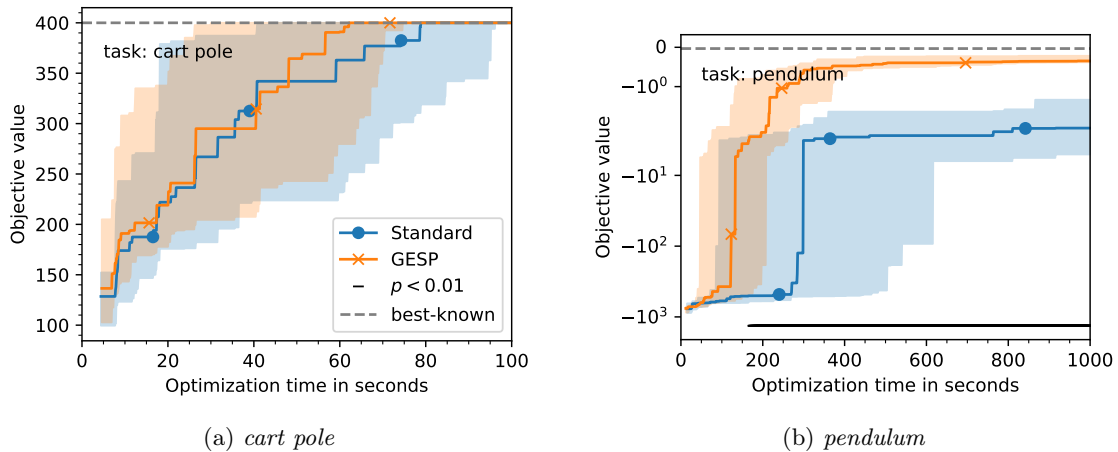 400
350
300
250
200
150
100
Objective value
task: cart pole
Standard
GESP
p < 0.01
best-known
0 20 40 60 80 100
Optimization time in seconds
(a) cart pole
0
-10^0
-10^1
-10^2
-10^3
Objective value
task: pendulum
0 200 400 600 800 1000
Optimization time in seconds
(b) pendulum